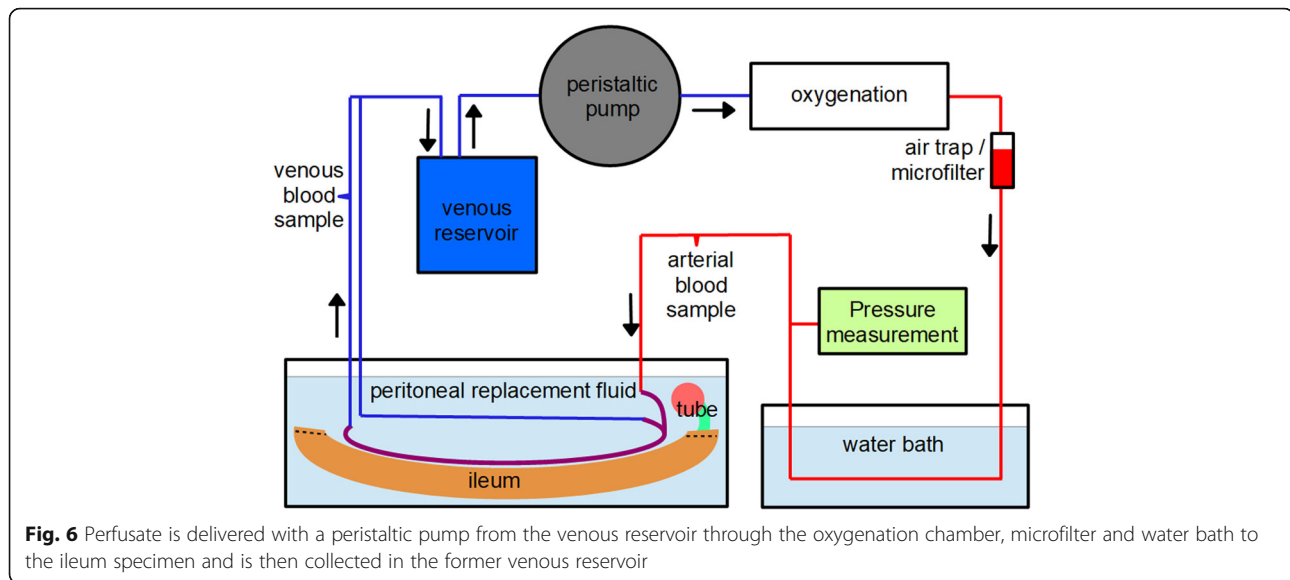 peristaltic
pump
oxygenation
air trap /
microfilter
venous
blood
sample
venous
reservoir
arterial
blood
sample
Pressure
measurement
peritoneal replacement fluid
tube
ileum
water bath
Fig. 6 Perfusate is delivered with a peristaltic pump from the venous reservoir through the oxygenation chamber, microfilter and water bath to
the ileum specimen and is then collected in the former venous reservoir